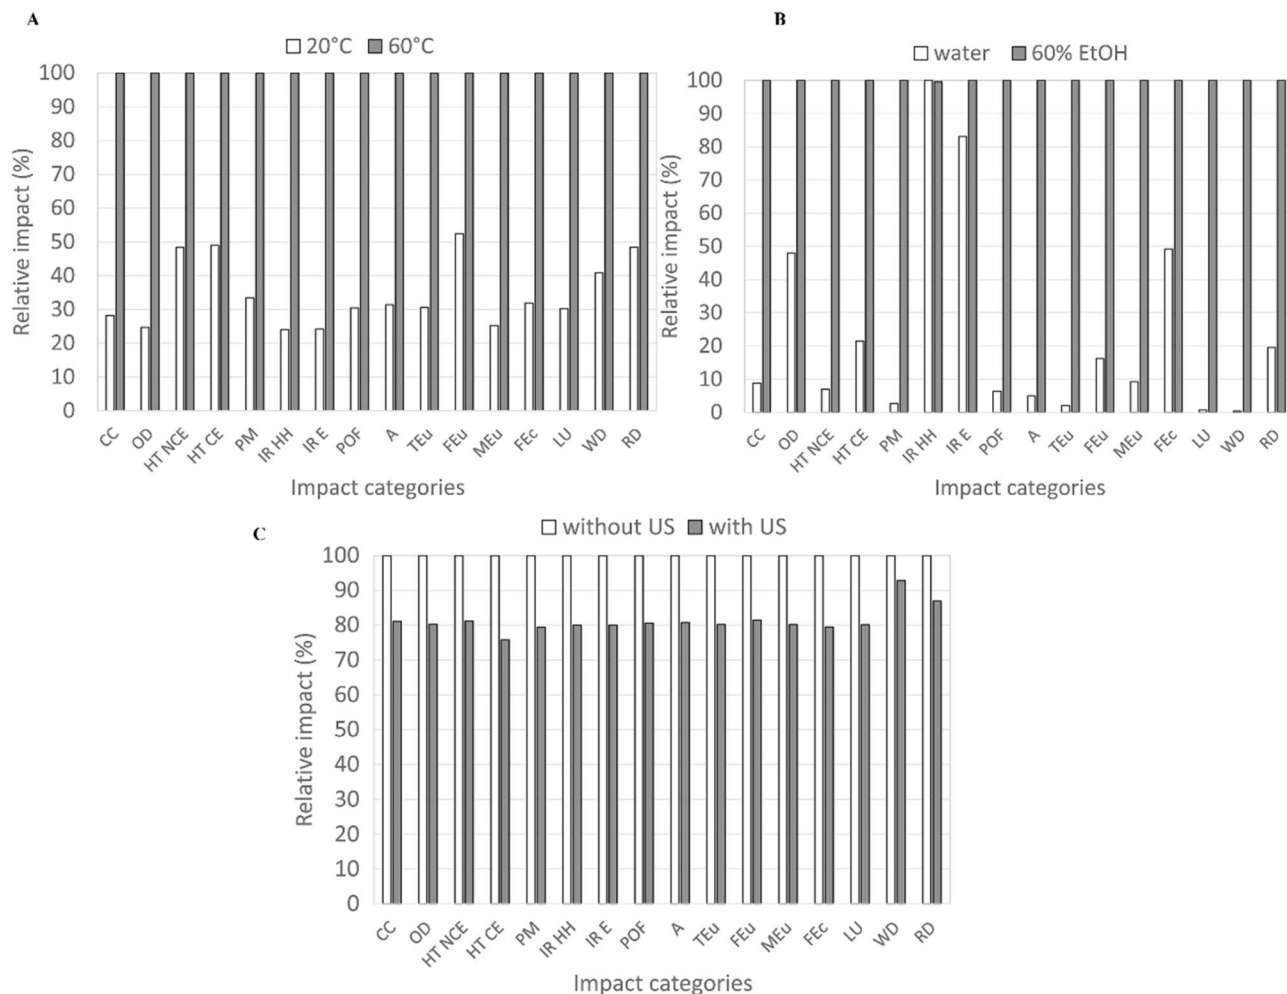 A
20°C 60°C
Relative impact (%)
100
90
80
70
60
50
40
30
20
10
0
CC OD HT NCE HT CE PM IR HH IR E POF A TEu FEu MEu FEc LU WD RD
Impact categories
B
water 60% EtOH
Relative impact (%)
100
90
80
70
60
50
40
30
20
10
0
CC OD HT NCE HT CE PM IR HH IR E POF A TEu FEu MEu FEc LU WD RD
Impact categories
C
without US with US
Relative impact (%)
100
90
80
70
60
50
40
30
20
10
0
CC OD HT NCE HT CE PM IR HH IR E POF A TEu FEu MEu FEc LU WD RD
Impact categories